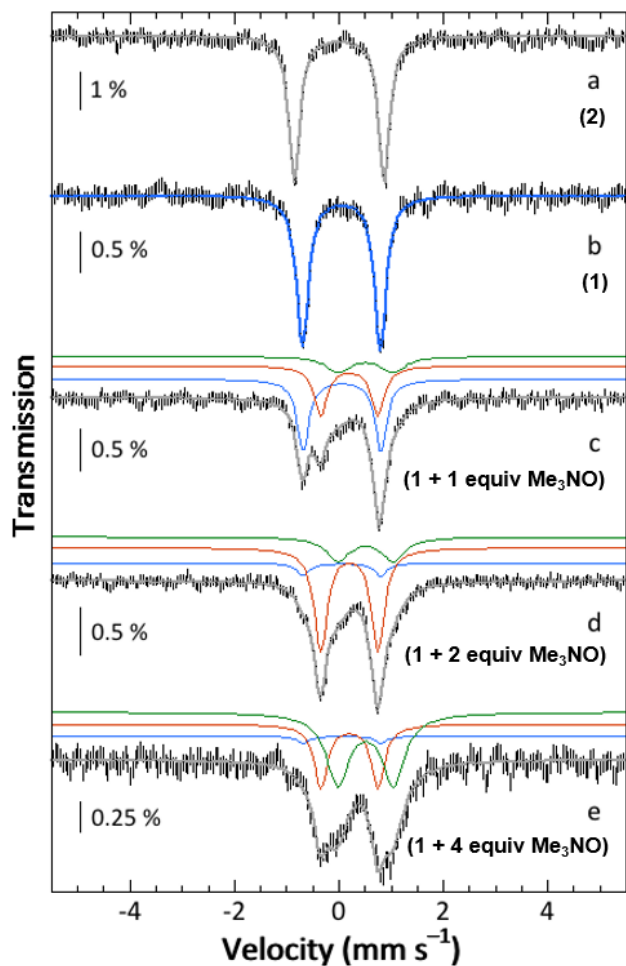 a
1 %
(2)
b
0.5 %
(1)
Transmission
0.5 %
c
(1 + 1 equiv Me₃NO)
0.5 %
d
(1 + 2 equiv Me₃NO)
0.25 %
e
(1 + 4 equiv Me₃NO)
-4 -2 0 2 4
Velocity (mm s⁻¹)